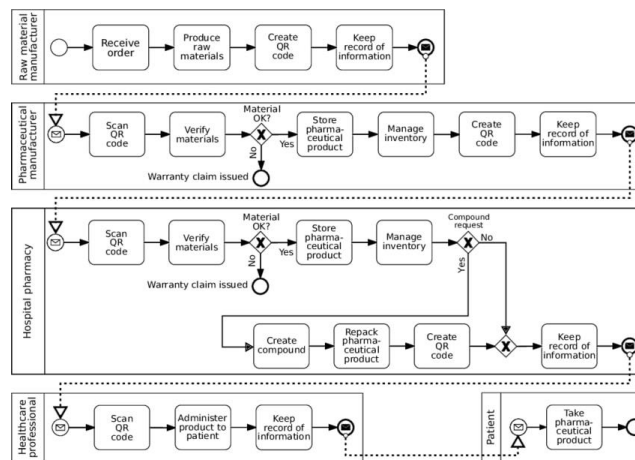 Raw material
manufacturer
Receive
order
Produce
raw
materials
Create
QR
code
Keep
record of
information
Pharmaceutical
manufacturer
Scan
QR
code
Verify
materials
Material
OK?
No
Yes
Warranty claim issued
Store
pharma-
ceutical
product
Manage
inventory
Create
QR
code
Keep
record of
information
Hospital pharmacy
Scan
QR
code
Verify
materials
Material
OK?
No
Yes
Warranty claim issued
Store
pharma-
ceutical
product
Manage
inventory
Compound
request
No
Yes
Create
compound
Repack
pharma-
ceutical
product
Create
QR
code
Keep
record of
information
Healthcare
professional
Scan
QR
code
Administer
product to
patient
Keep
record of
information
Patient
Take
pharma-
ceutical
product